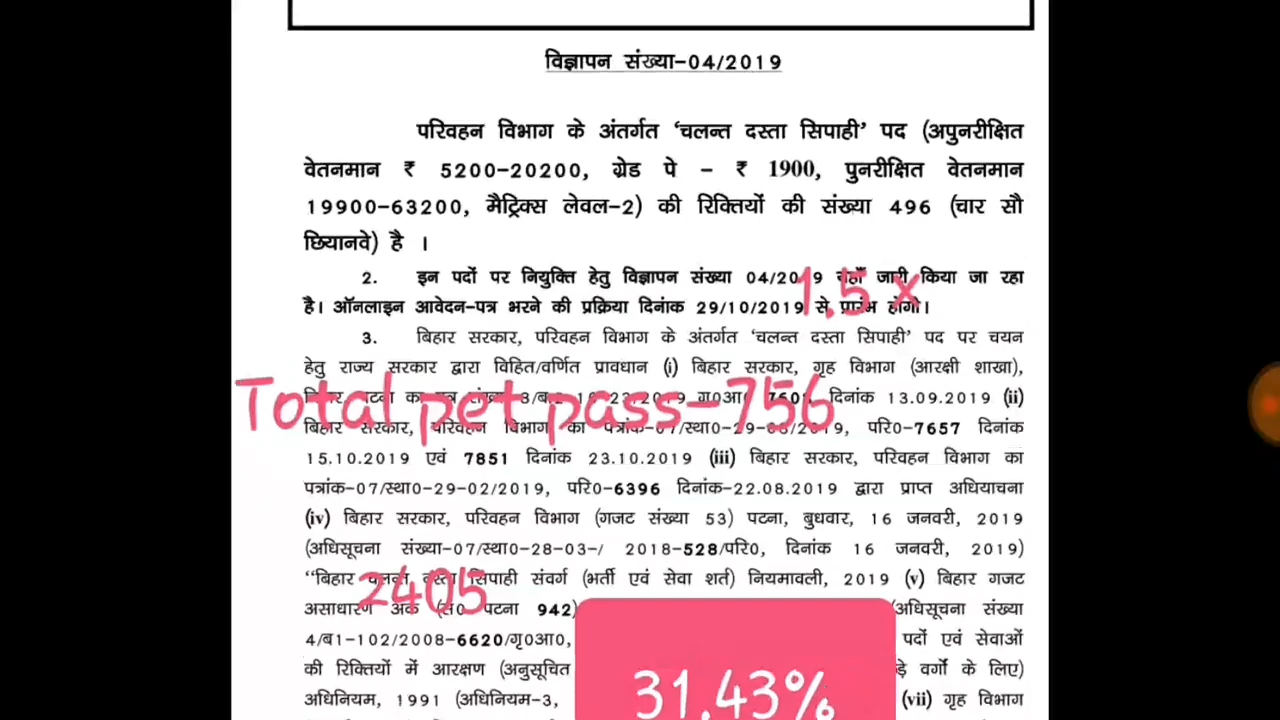 विज्ञापन संख्या-04/2019
परिवहन विभाग के अंतर्गत ‘चलन्त दस्ता सिपाही’ पद (अपुनरीक्षित
वेतनमान ₹ 5200-20200, ग्रेड पे - ₹ 1900, पुनरीक्षित वेतनमान
19900-63200, मैट्रिक्स लेवल-2) की रिक्तियों की संख्या 496 (चार सौ
छियानवे) है ।
2. इन पदों पर नियुक्ति हेतु विज्ञापन संख्या 04/2019 यहाँ जारी किया जा रहा
1.5 ×
है। ऑनलाइन आवेदन-पत्र भरने की प्रक्रिया दिनांक 29/10/2019 से प्रारंभ होगी।
3. बिहार सरकार, परिवहन विभाग के अंतर्गत ‘चलन्त दस्ता सिपाही’ पद पर चयन
हेतु राज्य सरकार द्वारा विहित/वर्णित प्रावधान (i) बिहार सरकार, गृह विभाग (आरक्षी शाखा),
दिनांक 13.09.2019 (ii)
Total pet pass-756
बिहार सरकार, परिवहन विभाग का पत्रांक-07/स्था0-29-06/2019, परि0-7657 दिनांक
15.10.2019 एवं 7851 दिनांक 23.10.2019 (iii) बिहार सरकार, परिवहन विभाग का
पत्रांक-07/स्था0-29-02/2019, परि0-6396 दिनांक-22.08.2019 द्वारा प्राप्त अधियाचना
(iv) बिहार सरकार, परिवहन विभाग (गजट संख्या 53) पटना, बुधवार, 16 जनवरी, 2019
(अधिसूचना संख्या-07/स्था0-28-03-/ 2018-528/परि0, दिनांक 16 जनवरी, 2019)
‘‘बिहार चलन्त दस्ता सिपाही संवर्ग (भर्ती एवं सेवा शर्त) नियमावली, 2019 (v) बिहार गजट
2405
असाधारण अंक (सं0 पटना 942) (अधिसूचना संख्या
4/ब1-102/2008-6620/गृ0आ0, पदों एवं सेवाओं
की रिक्तियों में आरक्षण (अनुसूचित वर्गो के लिए)
31.43%
अधिनियम, 1991 (अधिनियम-3, (vii) गृह विभाग